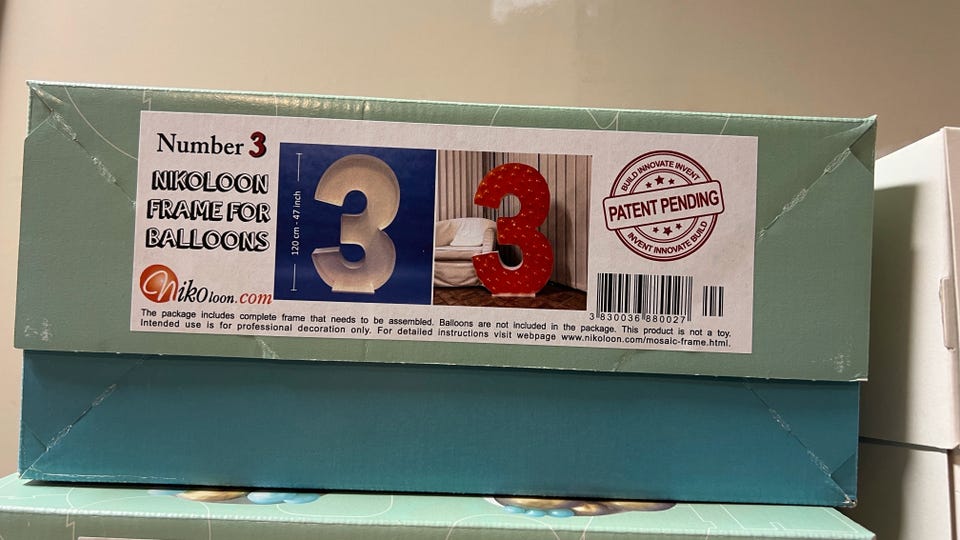 Number 3
NIKOLOON
FRAME FOR
BALLOONS
NikOloon.com
120 cm - 47 inch
BUILD INNOVATE INVENT
PATENT PENDING
INVENT INNOVATE BUILD
3 830036 880027
The package includes complete frame that needs to be assembled. Balloons are not included in the package. This product is not a toy.
Intended use is for professional decoration only. For detailed instructions visit webpage www.nikoloon.com/mosaic-frame.html.